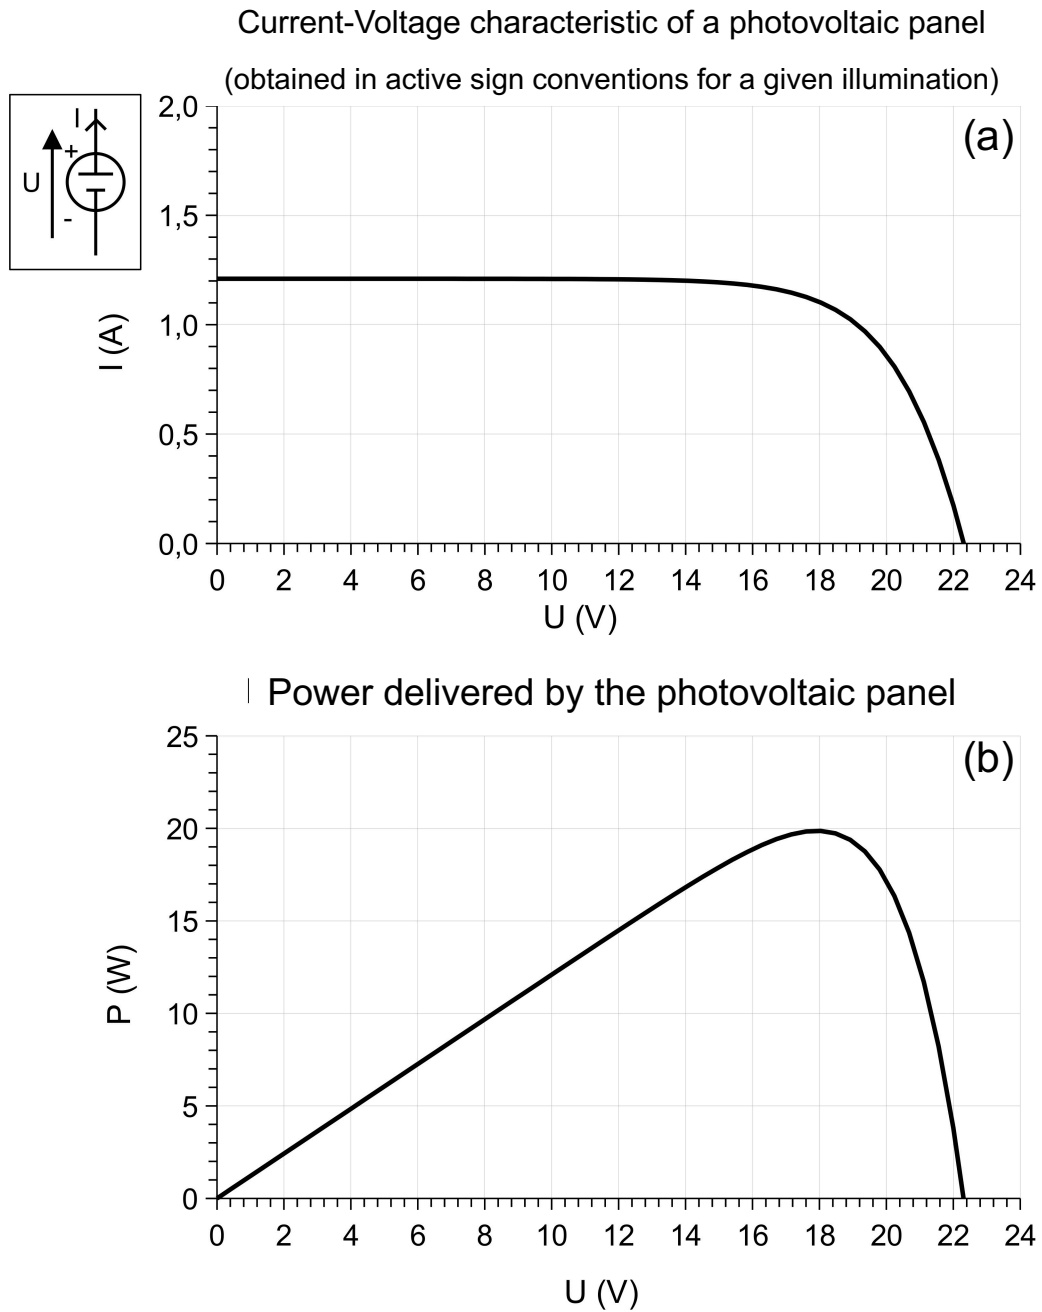 Current-Voltage characteristic of a photovoltaic panel
(obtained in active sign conventions for a given illumination)
I
+
U
-
(a)
2,0
1,5
1,0
0,5
0,0
I (A)
0 2 4 6 8 10 12 14 16 18 20 22 24
U (V)
Power delivered by the photovoltaic panel
(b)
25
20
15
10
5
0
P (W)
0 2 4 6 8 10 12 14 16 18 20 22 24
U (V)